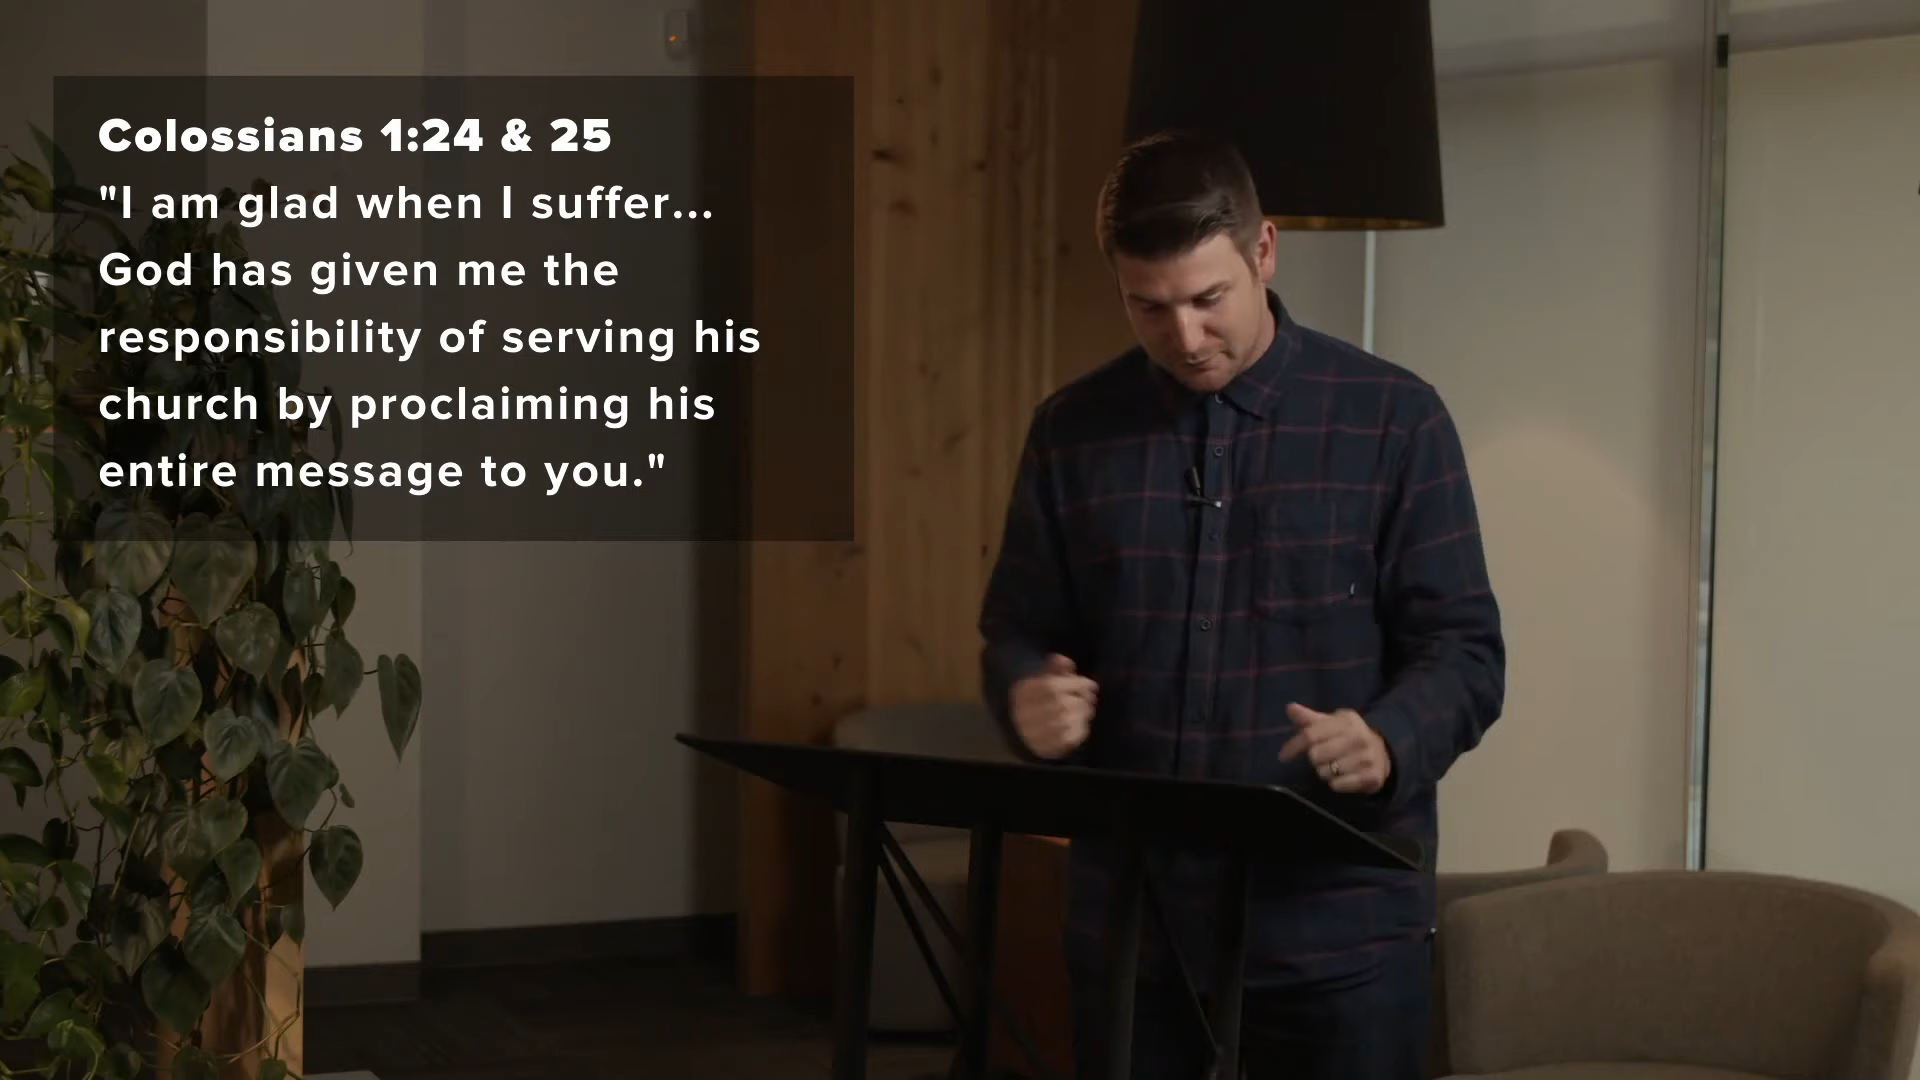 Colossians 1:24 & 25
"I am glad when I suffer...
God has given me the
responsibility of serving his
church by proclaiming his
entire message to you."